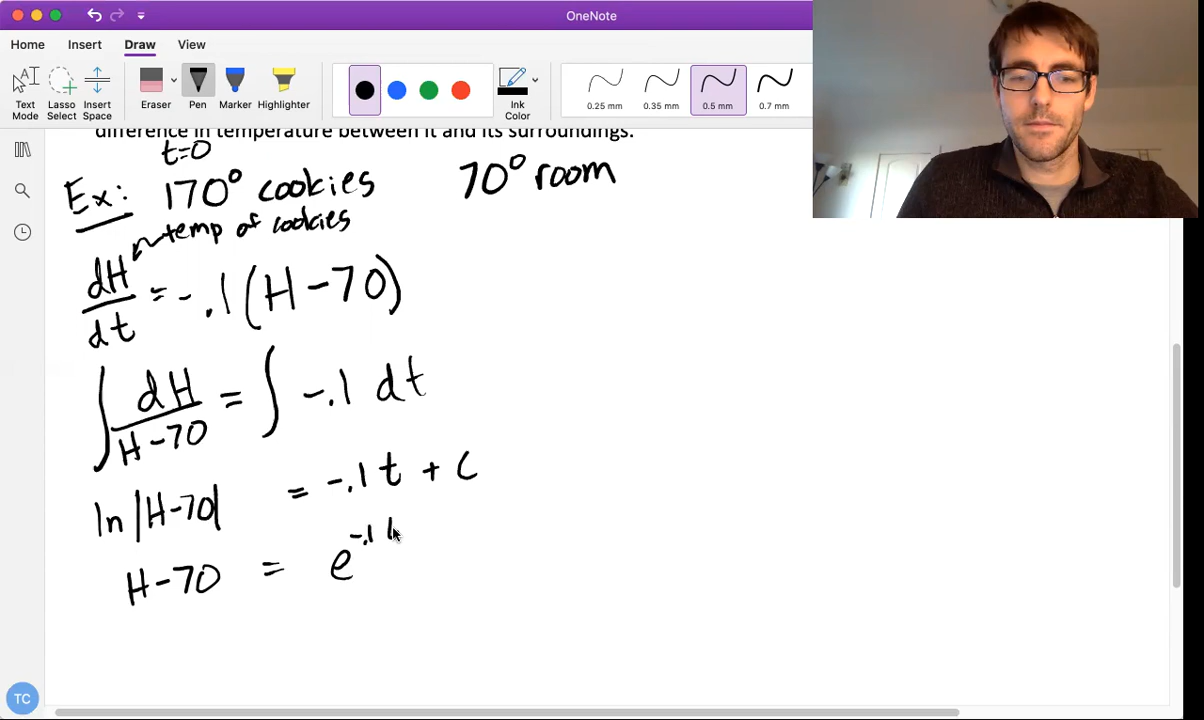 OneNote
Home Insert Draw View
Text Mode Lasso Select Insert Space Eraser Pen Marker Highlighter Ink Color 0.25 mm 0.35 mm 0.5 mm 0.7 mm
difference in temperature between it and its surroundings.
t=0
Ex: 170° cookies 70° room
temp of cookies
dH/dt = -.1(H-70)
∫ dH/(H-70) = ∫ -.1 dt
ln|H-70| = -.1t + C
H-70 = e^-.1
TC